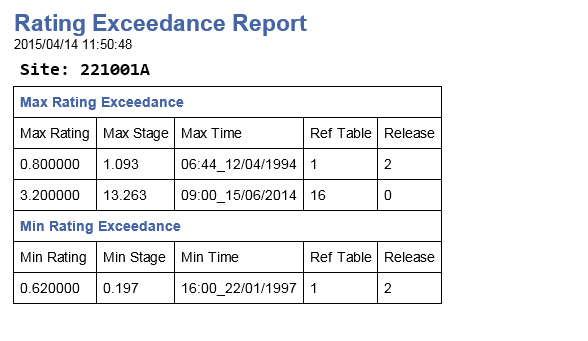 Rating Exceedance Report
2015/04/14 11:50:48
Site: 221001A
Max Rating Exceedance
Max Rating Max Stage Max Time Ref Table Release
0.800000 1.093 06:44_12/04/1994 1 2
3.200000 13.263 09:00_15/06/2014 16 0
Min Rating Exceedance
Min Rating Min Stage Min Time Ref Table Release
0.620000 0.197 16:00_22/01/1997 1 2